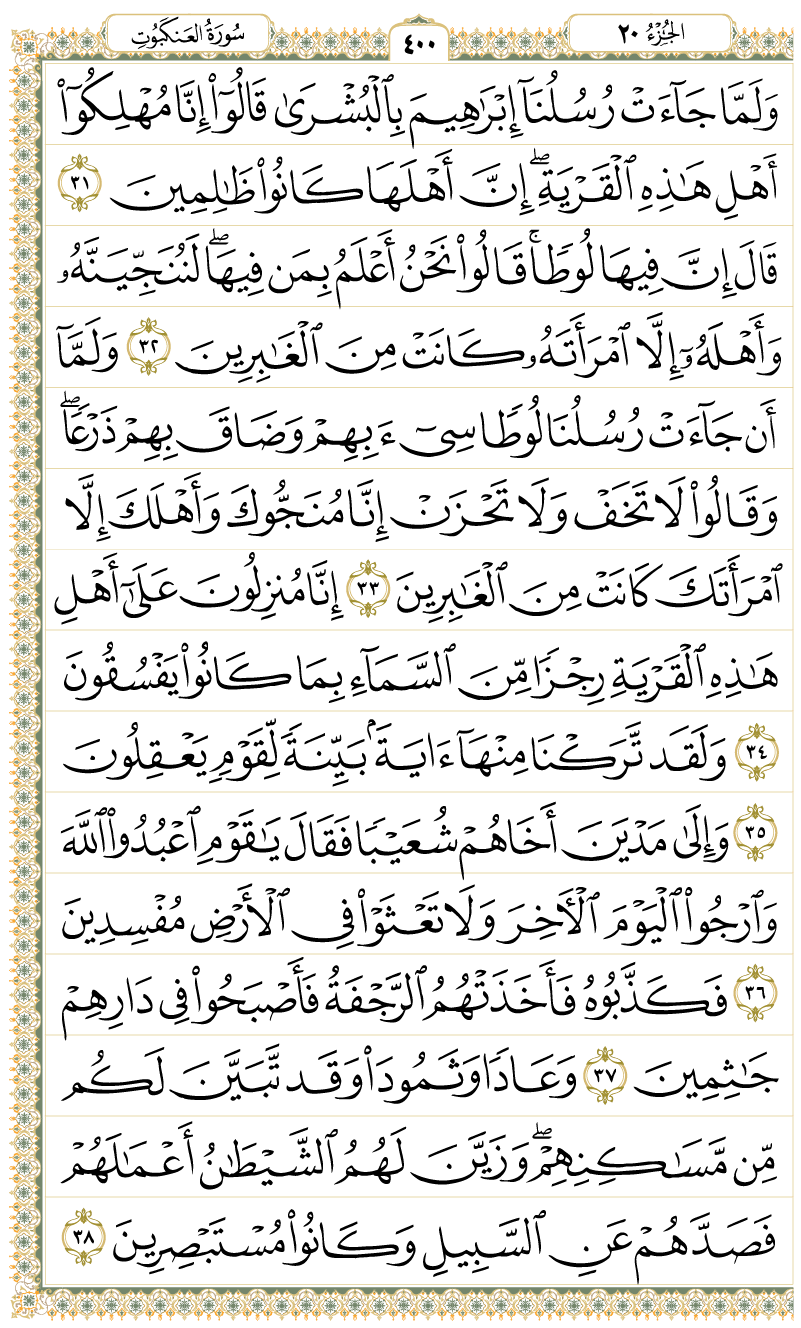 الجُزْءُ ٢٠
٤٠٠
سُورَةُ العَنكَبُوتِ
وَلَمَّا جَآءَتْ رُسُلُنَآ إِبْرَٰهِيمَ بِٱلْبُشْرَىٰ قَالُوٓا۟ إِنَّا مُهْلِكُوٓا۟
أَهْلِ هَـٰذِهِ ٱلْقَرْيَةِ ۖ إِنَّ أَهْلَهَا كَانُوا۟ ظَـٰلِمِينَ ٣١
قَالَ إِنَّ فِيهَا لُوطًا ۚ قَالُوا۟ نَحْنُ أَعْلَمُ بِمَن فِيهَا ۖ لَنُنَجِّيَنَّهُۥ
وَأَهْلَهُۥٓ إِلَّا ٱمْرَأَتَهُۥ كَانَتْ مِنَ ٱلْغَـٰبِرِينَ ٣٢ وَلَمَّآ
أَن جَآءَتْ رُسُلُنَا لُوطًا سِىٓءَ بِهِمْ وَضَاقَ بِهِمْ ذَرْعًا ۖ
وَقَالُوا۟ لَا تَخَفْ وَلَا تَحْزَنْ إِنَّا مُنَجُّوكَ وَأَهْلَكَ إِلَّا
ٱمْرَأَتَكَ كَانَتْ مِنَ ٱلْغَـٰبِرِينَ ٣٣ إِنَّا مُنزِلُونَ عَلَىٰٓ أَهْلِ
هَـٰذِهِ ٱلْقَرْيَةِ رِجْزًا مِّنَ ٱلسَّمَآءِ بِمَا كَانُوا۟ يَفْسُقُونَ
٣٤ وَلَقَد تَّرَكْنَا مِنْهَآ ءَايَةًۢ بَيِّنَةً لِّقَوْمٍ يَعْقِلُونَ
٣٥ وَإِلَىٰ مَدْيَنَ أَخَاهُمْ شُعَيْبًا فَقَالَ يَـٰقَوْمِ ٱعْبُدُوا۟ ٱللَّهَ
وَٱرْجُوا۟ ٱلْيَوْمَ ٱلْـَٔاخِرَ وَلَا تَعْثَوْا۟ فِى ٱلْأَرْضِ مُفْسِدِينَ
٣٦ فَكَذَّبُوهُ فَأَخَذَتْهُمُ ٱلرَّجْفَةُ فَأَصْبَحُوا۟ فِى دَارِهِمْ
جَـٰثِمِينَ ٣٧ وَعَادًا وَثَمُودَا۟ وَقَد تَّبَيَّنَ لَكُم
مِّن مَّسَـٰكِنِهِمْ ۖ وَزَيَّنَ لَهُمُ ٱلشَّيْطَـٰنُ أَعْمَـٰلَهُمْ
فَصَدَّهُمْ عَنِ ٱلسَّبِيلِ وَكَانُوا۟ مُسْتَبْصِرِينَ ٣٨